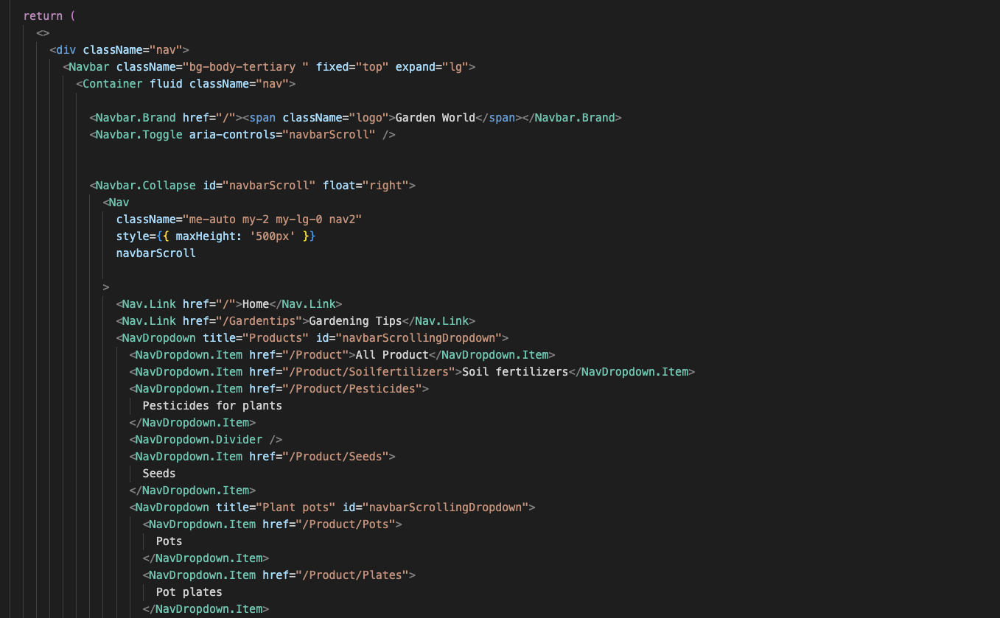 return (
<>
<div className="nav">
<Navbar className="bg-body-tertiary " fixed="top" expand="lg">
<Container fluid className="nav">
<Navbar.Brand href="/"><span className="logo">Garden World</span></Navbar.Brand>
<Navbar.Toggle aria-controls="navbarScroll" />
<Navbar.Collapse id="navbarScroll" float="right">
<Nav
className="me-auto my-2 my-lg-0 nav2"
style={{ maxHeight: '500px' }}
navbarScroll
>
<Nav.Link href="/">Home</Nav.Link>
<Nav.Link href="/Gardentips">Gardening Tips</Nav.Link>
<NavDropdown title="Products" id="navbarScrollingDropdown">
<NavDropdown.Item href="/Product">All Product</NavDropdown.Item>
<NavDropdown.Item href="/Product/Soilfertilizers">Soil fertilizers</NavDropdown.Item>
<NavDropdown.Item href="/Product/Pesticides">
Pesticides for plants
</NavDropdown.Item>
<NavDropdown.Divider />
<NavDropdown.Item href="/Product/Seeds">
Seeds
</NavDropdown.Item>
<NavDropdown title="Plant pots" id="navbarScrollingDropdown">
<NavDropdown.Item href="/Product/Pots">
Pots
</NavDropdown.Item>
<NavDropdown.Item href="/Product/Plates">
Pot plates
</NavDropdown.Item>